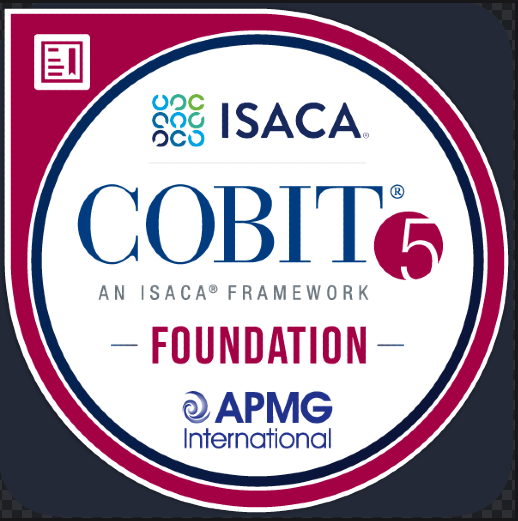 ISACA®
COBIT® 5
AN ISACA® FRAMEWORK
FOUNDATION
APMG
International